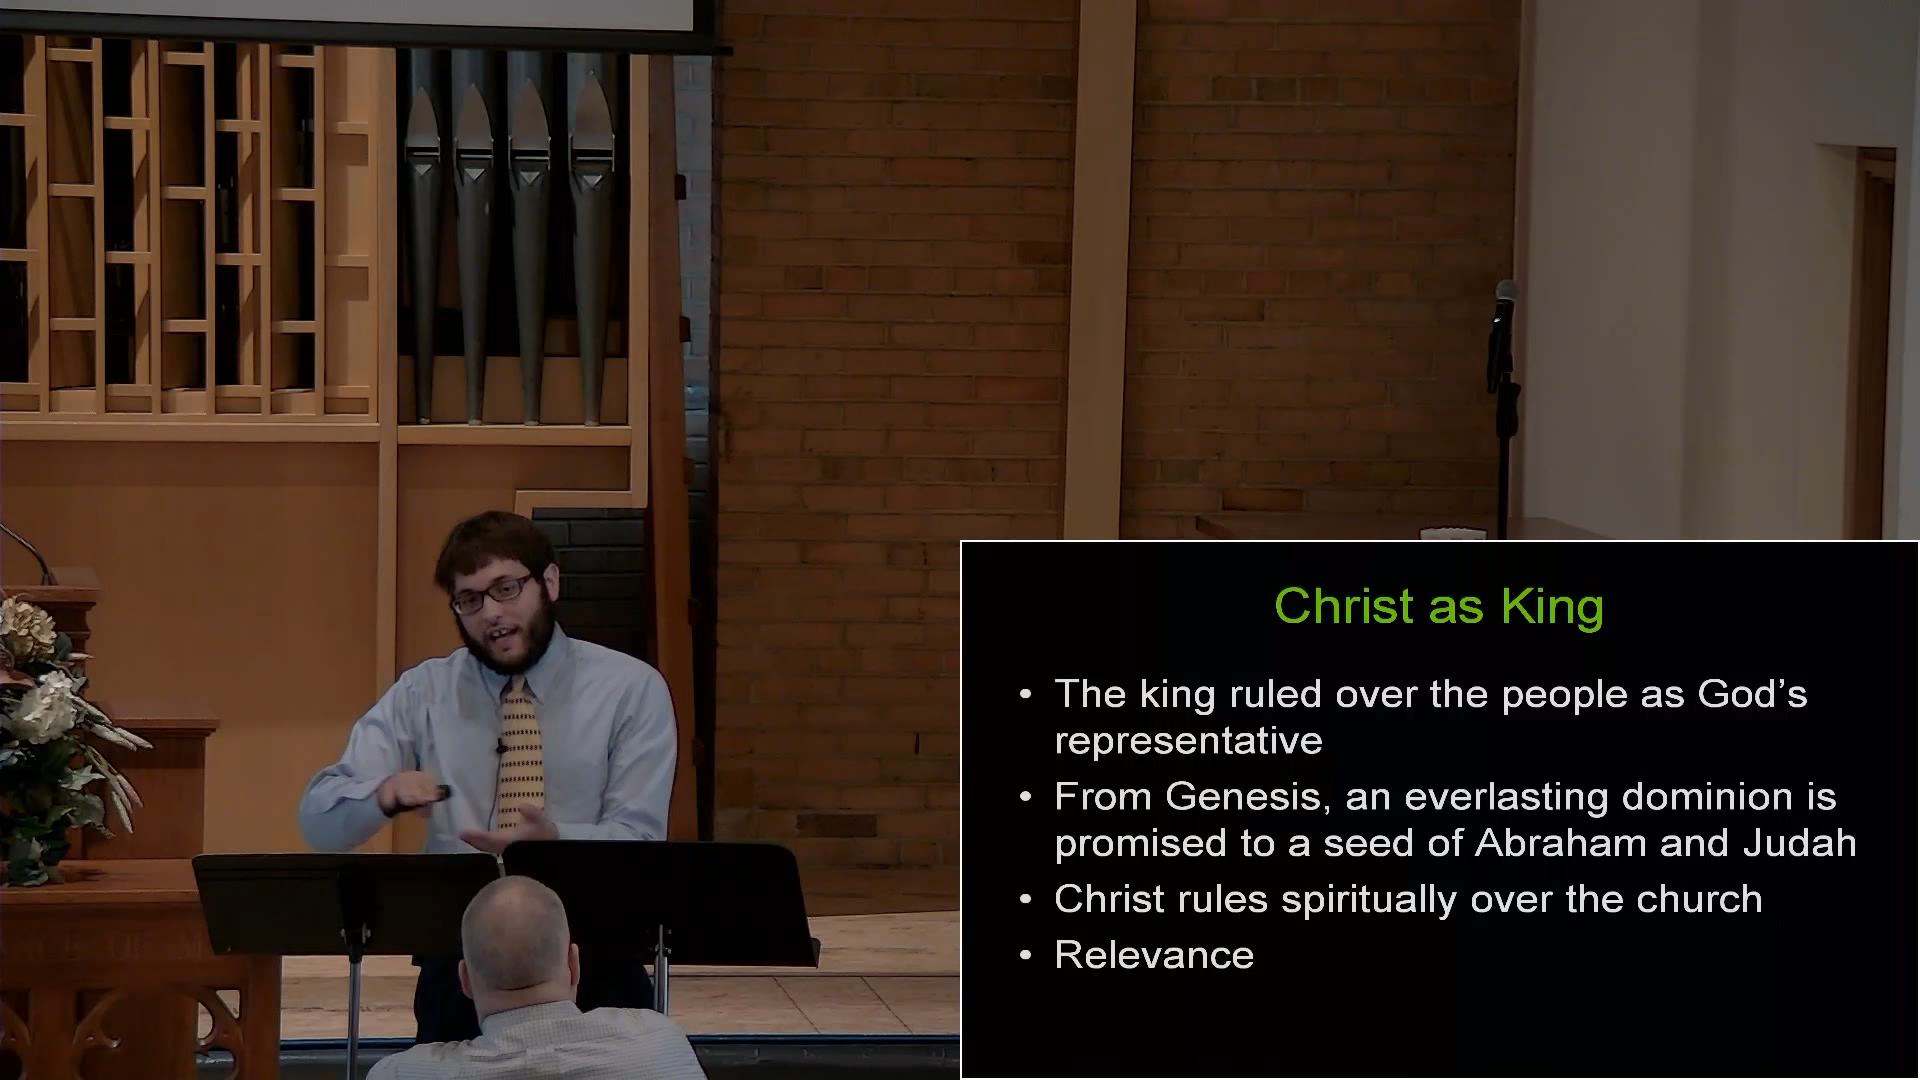 Christ as King
• The king ruled over the people as God’s
representative
• From Genesis, an everlasting dominion is
promised to a seed of Abraham and Judah
• Christ rules spiritually over the church
• Relevance